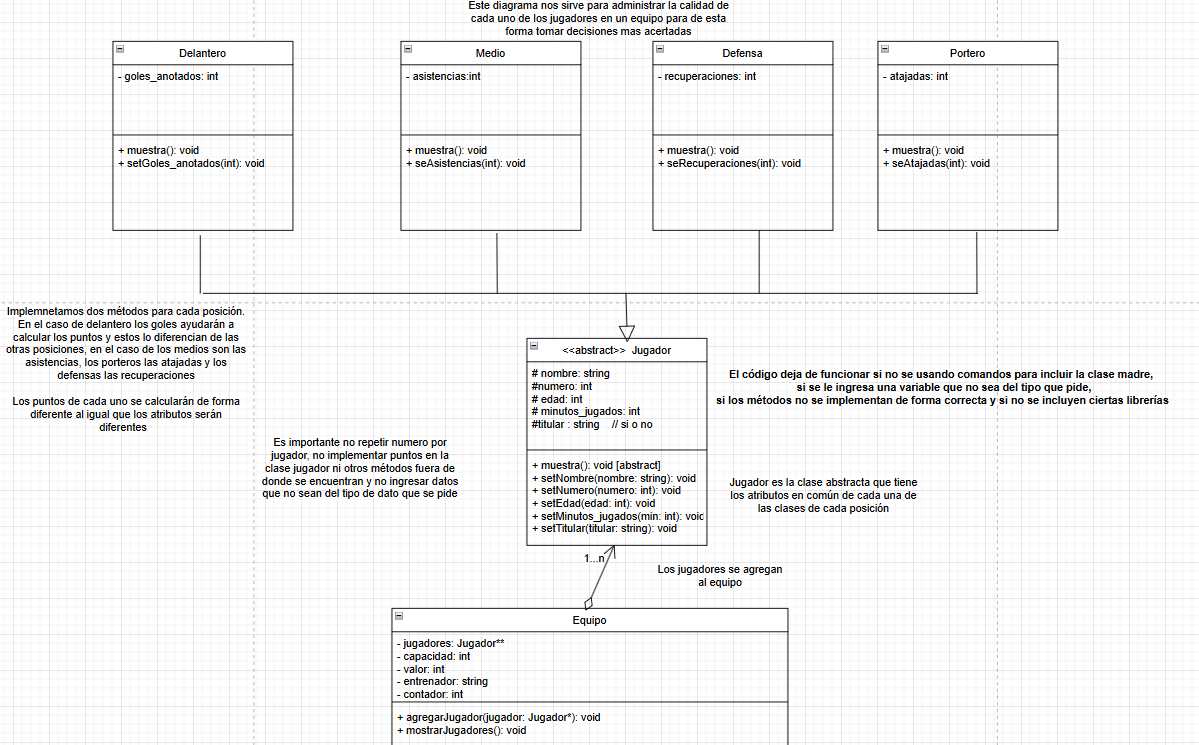 Este diagrama nos sirve para administrar la calidad de
cada uno de los jugadores en un equipo para de esta
forma tomar decisiones mas acertadas
Delantero
- goles_anotados: int
+ muestra(): void
+ setGoles_anotados(int): void
Medio
- asistencias:int
+ muestra(): void
+ seAsistencias(int): void
Defensa
- recuperaciones: int
+ muestra(): void
+ seRecuperaciones(int): void
Portero
- atajadas: int
+ muestra(): void
+ seAtajadas(int): void
Implemnetamos dos métodos para cada posición.
En el caso de delantero los goles ayudarán a
calcular los puntos y estos lo diferencian de las
otras posiciones, en el caso de los medios son las
asistencias, los porteros las atajadas y los
defensas las recuperaciones
Los puntos de cada uno se calcularán de forma
diferente al igual que los atributos serán
diferentes
Es importante no repetir numero por
jugador, no implementar puntos en la
clase jugador ni otros métodos fuera de
donde se encuentran y no ingresar datos
que no sean del tipo de dato que se pide
<<abstract>> Jugador
# nombre: string
#numero: int
# edad: int
# minutos_jugados: int
#titular : string // si o no
+ muestra(): void [abstract]
+ setNombre(nombre: string): void
+ setNumero(numero: int): void
+ setEdad(edad: int): void
+ setMinutos_jugados(min: int): void
+ setTitular(titular: string): void
El código deja de funcionar si no se usando comandos para incluir la clase madre,
si se le ingresa una variable que no sea del tipo que pide,
si los métodos no se implementan de forma correcta y si no se incluyen ciertas librerías
Jugador es la clase abstracta que tiene
los atributos en común de cada una de
las clases de cada posición
1...n
Los jugadores se agregan
al equipo
Equipo
- jugadores: Jugador**
- capacidad: int
- valor: int
- entrenador: string
- contador: int
+ agregarJugador(jugador: Jugador*): void
+ mostrarJugadores(): void